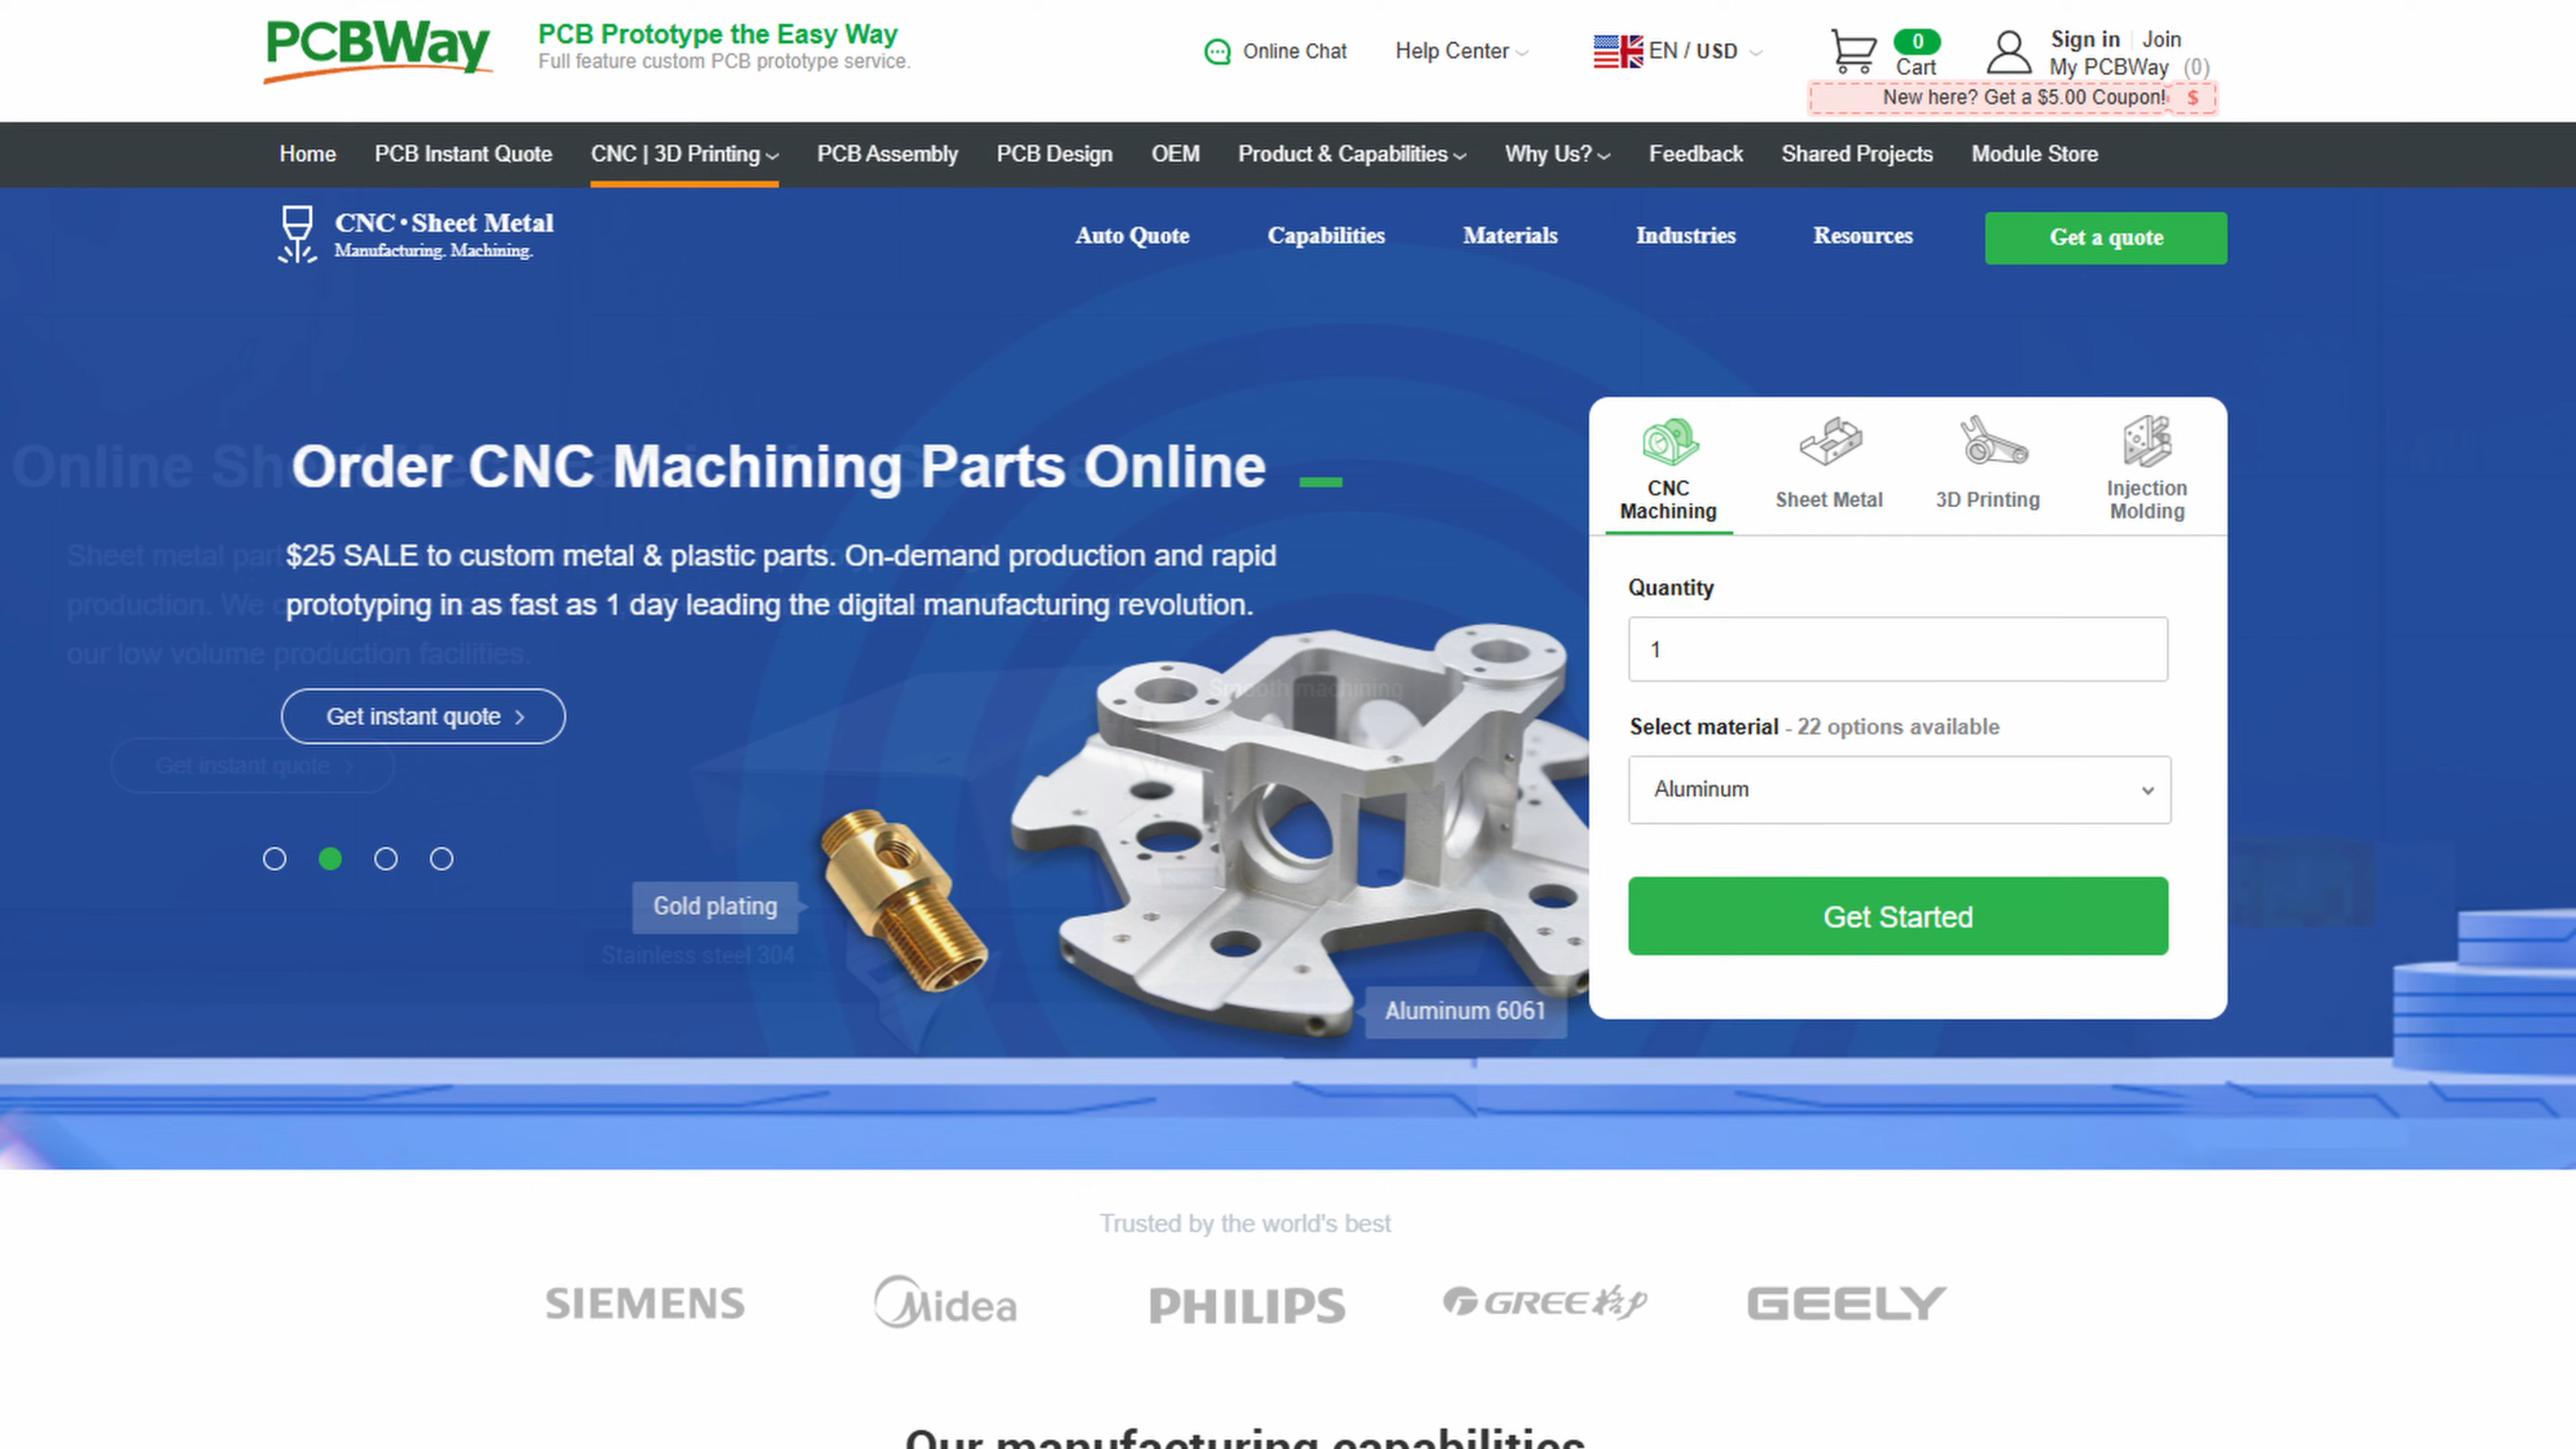 PCBWay
PCB Prototype the Easy Way
Full feature custom PCB prototype service.
Online Chat
Help Center
EN / USD
0
Cart
Sign in | Join
My PCBWay (0)
New here? Get a $5.00 Coupon! $
Home PCB Instant Quote CNC | 3D Printing PCB Assembly PCB Design OEM Product & Capabilities Why Us? Feedback Shared Projects Module Store
CNC · Sheet Metal
Manufacturing. Machining.
Auto Quote Capabilities Materials Industries Resources Get a quote
Online Sh
Order CNC Machining Parts Online
Sheet metal part
$25 SALE to custom metal & plastic parts. On-demand production and rapid
production. We
prototyping in as fast as 1 day leading the digital manufacturing revolution.
our low volume production facilities.
Get instant quote >
Get instant quote >
Smooth machining
Gold plating
Stainless steel 304
Aluminum 6061
CNC
Machining
Sheet Metal
3D Printing
Injection
Molding
Quantity
1
Select material - 22 options available
Aluminum
Get Started
Trusted by the world's best
SIEMENS Midea PHILIPS GREE格力 GEELY
Our manufacturing capabilities